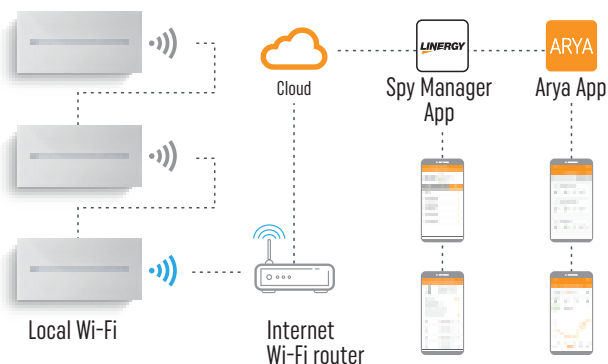 LINERGY
ARYA
Cloud
Spy Manager
App
Arya App
Local Wi-Fi
Internet
Wi-Fi router